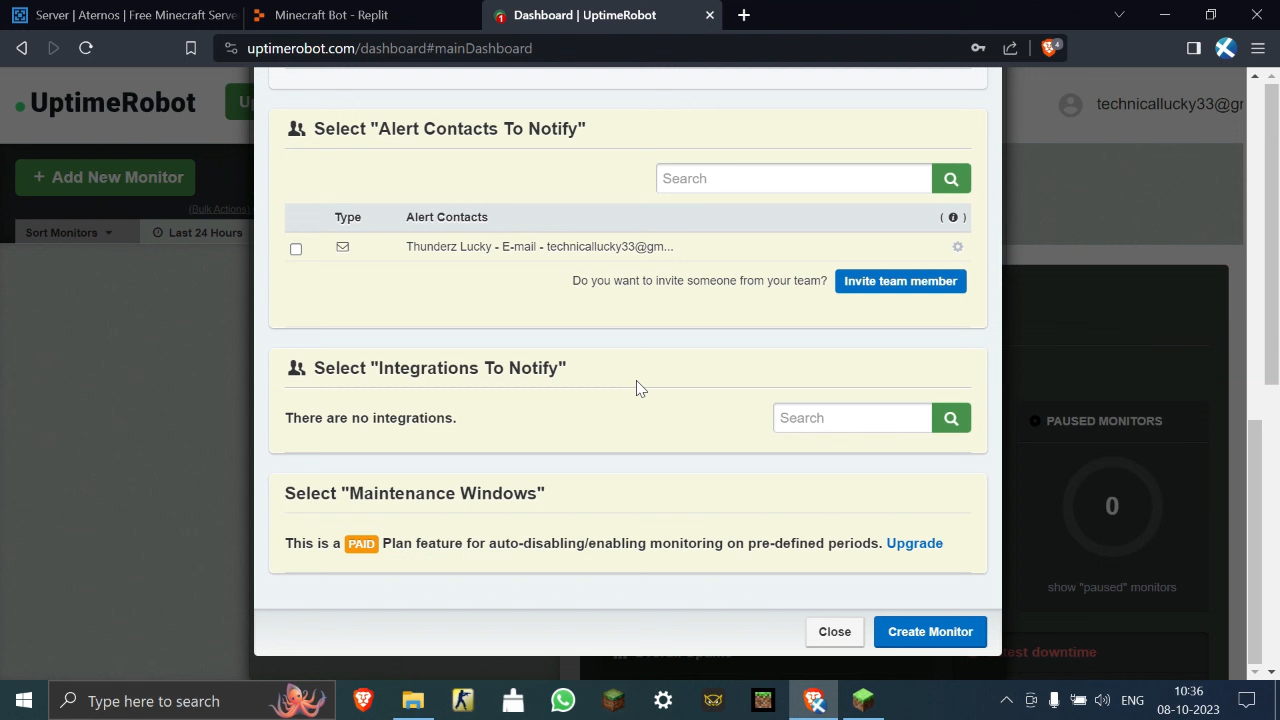 Server | Aternos | Free Minecraft Serve
Minecraft Bot - Replit
Dashboard | UptimeRobot
uptimerobot.com/dashboard#mainDashboard
4
UptimeRobot
technicallucky33@gr
+ Add New Monitor
(Bulk Actions)
Sort Monitors
Last 24 Hours
Select "Alert Contacts To Notify"
Search
Type
Alert Contacts
( i )
Thunderz Lucky - E-mail - technicallucky33@gm...
Do you want to invite someone from your team?
Invite team member
Select "Integrations To Notify"
There are no integrations.
Search
Select "Maintenance Windows"
This is a PAID Plan feature for auto-disabling/enabling monitoring on pre-defined periods. Upgrade
Close
Create Monitor
PAUSED MONITORS
0
show "paused" monitors
test downtime
Type here to search
ENG
10:36
08-10-2023